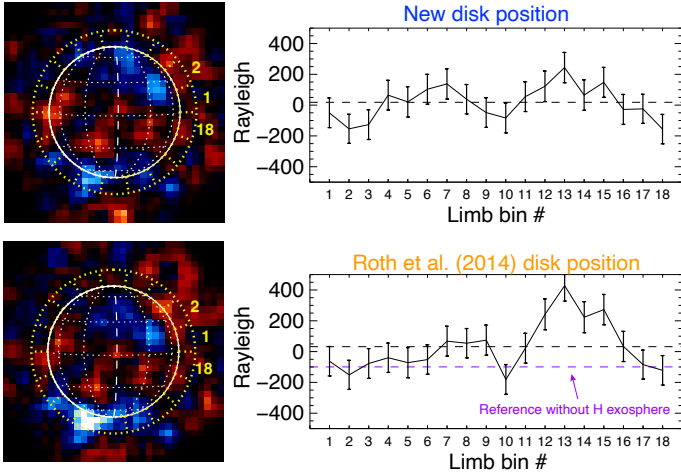 New disk position
2
1
18
400
200
0
−200
−400
Rayleigh
1 2 3 4 5 6 7 8 9 10 11 12 13 14 15 16 17 18
Limb bin #
Roth et al. (2014) disk position
2
1
18
400
200
0
−200
−400
Rayleigh
Reference without H exosphere
1 2 3 4 5 6 7 8 9 10 11 12 13 14 15 16 17 18
Limb bin #